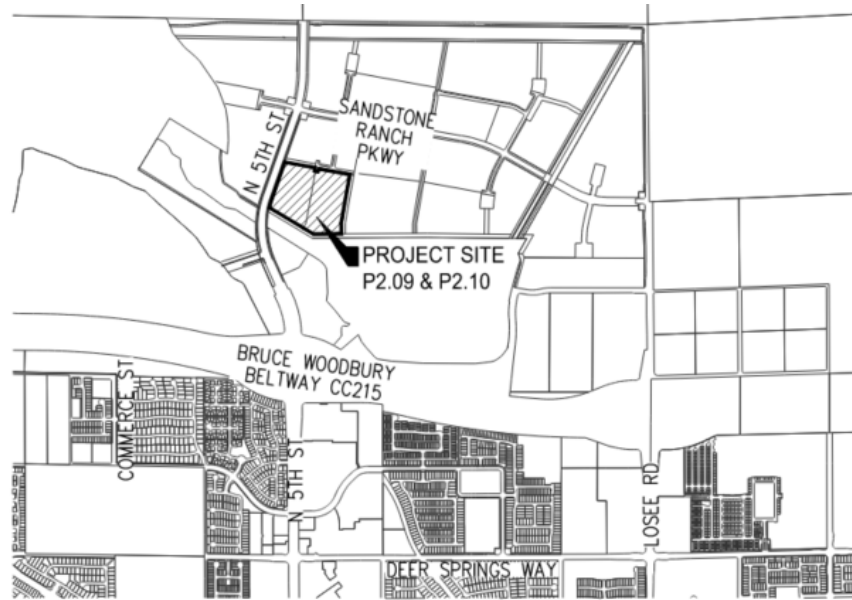 SANDSTONE
RANCH
PKWY
N 5TH ST
PROJECT SITE
P2.09 & P2.10
BRUCE WOODBURY
BELTWAY CC215
COMMERCE ST
N 5TH ST
LOSEE RD
DEER SPRINGS WAY